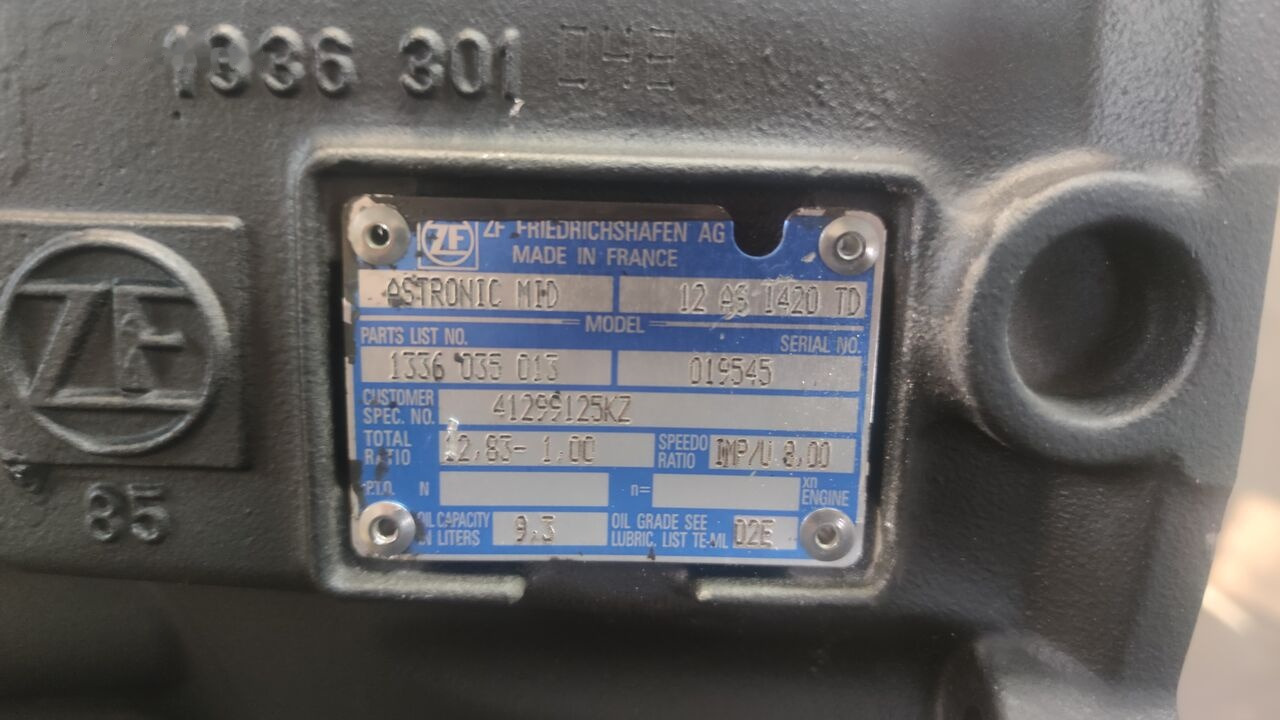 1336 301 048
ZF ZF FRIEDRICHSHAFEN AG
MADE IN FRANCE
ASTRONIC MID 12 AS 1420 TD
MODEL
PARTS LIST NO. SERIAL NO.
1336 035 013 019545
CUSTOMER SPEC. NO. 41299125KZ
TOTAL RATIO 12,83- 1,00 SPEEDO RATIO IMP/U 8,00
P.T.O. N n= xn ENGINE
OIL CAPACITY IN LITERS 9,3 OIL GRADE SEE LUBRIC. LIST TE-ML 02E
ZF
85